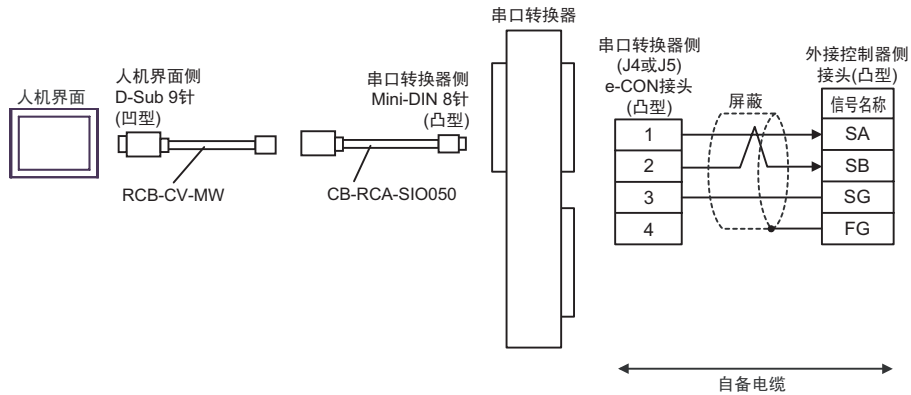 串口转换器
人机界面
人机界面侧
D-Sub 9针
(凹型)
RCB-CV-MW
串口转换器侧
Mini-DIN 8针
(凸型)
CB-RCA-SIO050
串口转换器侧
(J4或J5)
e-CON接头
(凸型)
1
2
3
4
屏蔽
外接控制器侧
接头(凸型)
信号名称
SA
SB
SG
FG
自备电缆